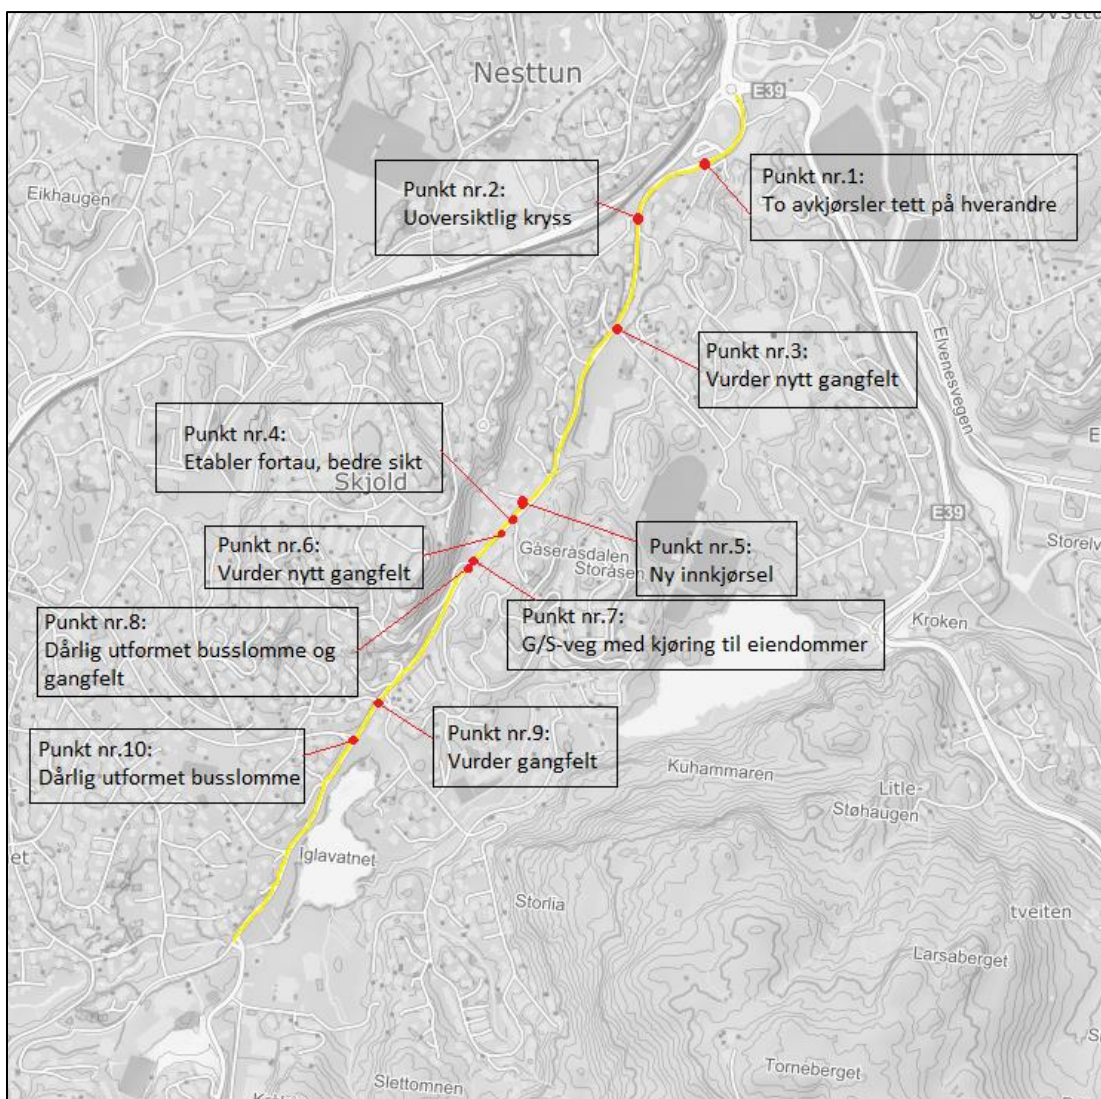 Nesttun
E39
Eikhaugen
Punkt nr.2:
Uoversiktlig kryss
Punkt nr.1:
To avkjørsler tett på hverandre
Punkt nr.3:
Vurder nytt gangfelt
Elvenesvegen
Punkt nr.4:
Etabler fortau, bedre sikt
Skjold
E39
Punkt nr.6:
Vurder nytt gangfelt
Gåseråsdalen
Storåsen
Punkt nr.5:
Ny innkjørsel
Storelv
Punkt nr.8:
Dårlig utformet busslomme og
gangfelt
Punkt nr.7:
G/S-veg med kjøring til eiendommer
Kroken
Punkt nr.10:
Dårlig utformet busslomme
Punkt nr.9:
Vurder gangfelt
Kuhammaren
Litle-
Støhaugen
et
Iglavatnet
Storlia
tveiten
Larsaberget
Torneberget
Slettomnen